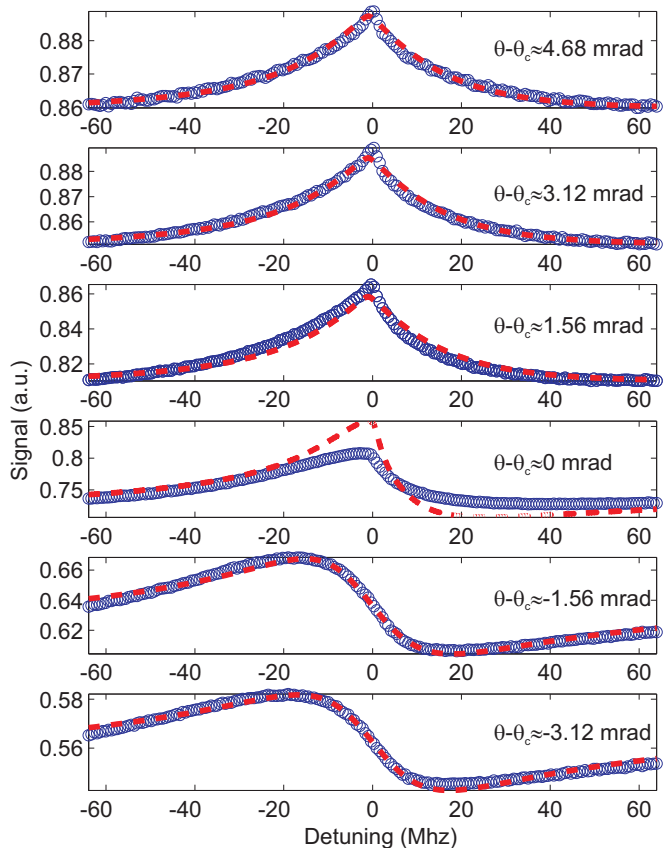 0.88
0.87
0.86
θ-θc≈4.68 mrad
-60 -40 -20 0 20 40 60
0.88
0.87
0.86
θ-θc≈3.12 mrad
-60 -40 -20 0 20 40 60
0.86
0.84
0.82
θ-θc≈1.56 mrad
-60 -40 -20 0 20 40 60
Signal (a.u.)
0.85
0.8
0.75
θ-θc≈0 mrad
-60 -40 -20 0 20 40 60
0.66
0.64
0.62
θ-θc≈-1.56 mrad
-60 -40 -20 0 20 40 60
0.58
0.56
θ-θc≈-3.12 mrad
-60 -40 -20 0 20 40 60
Detuning (Mhz)